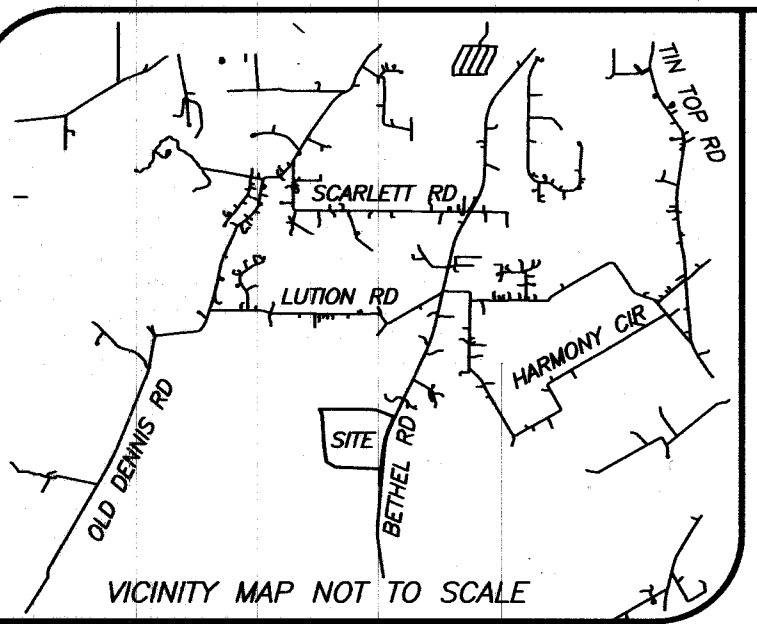 TIN TOP RD
SCARLETT RD
LUTION RD
HARMONY CIR
OLD DENNIS RD
SITE
BETHEL RD
VICINITY MAP NOT TO SCALE